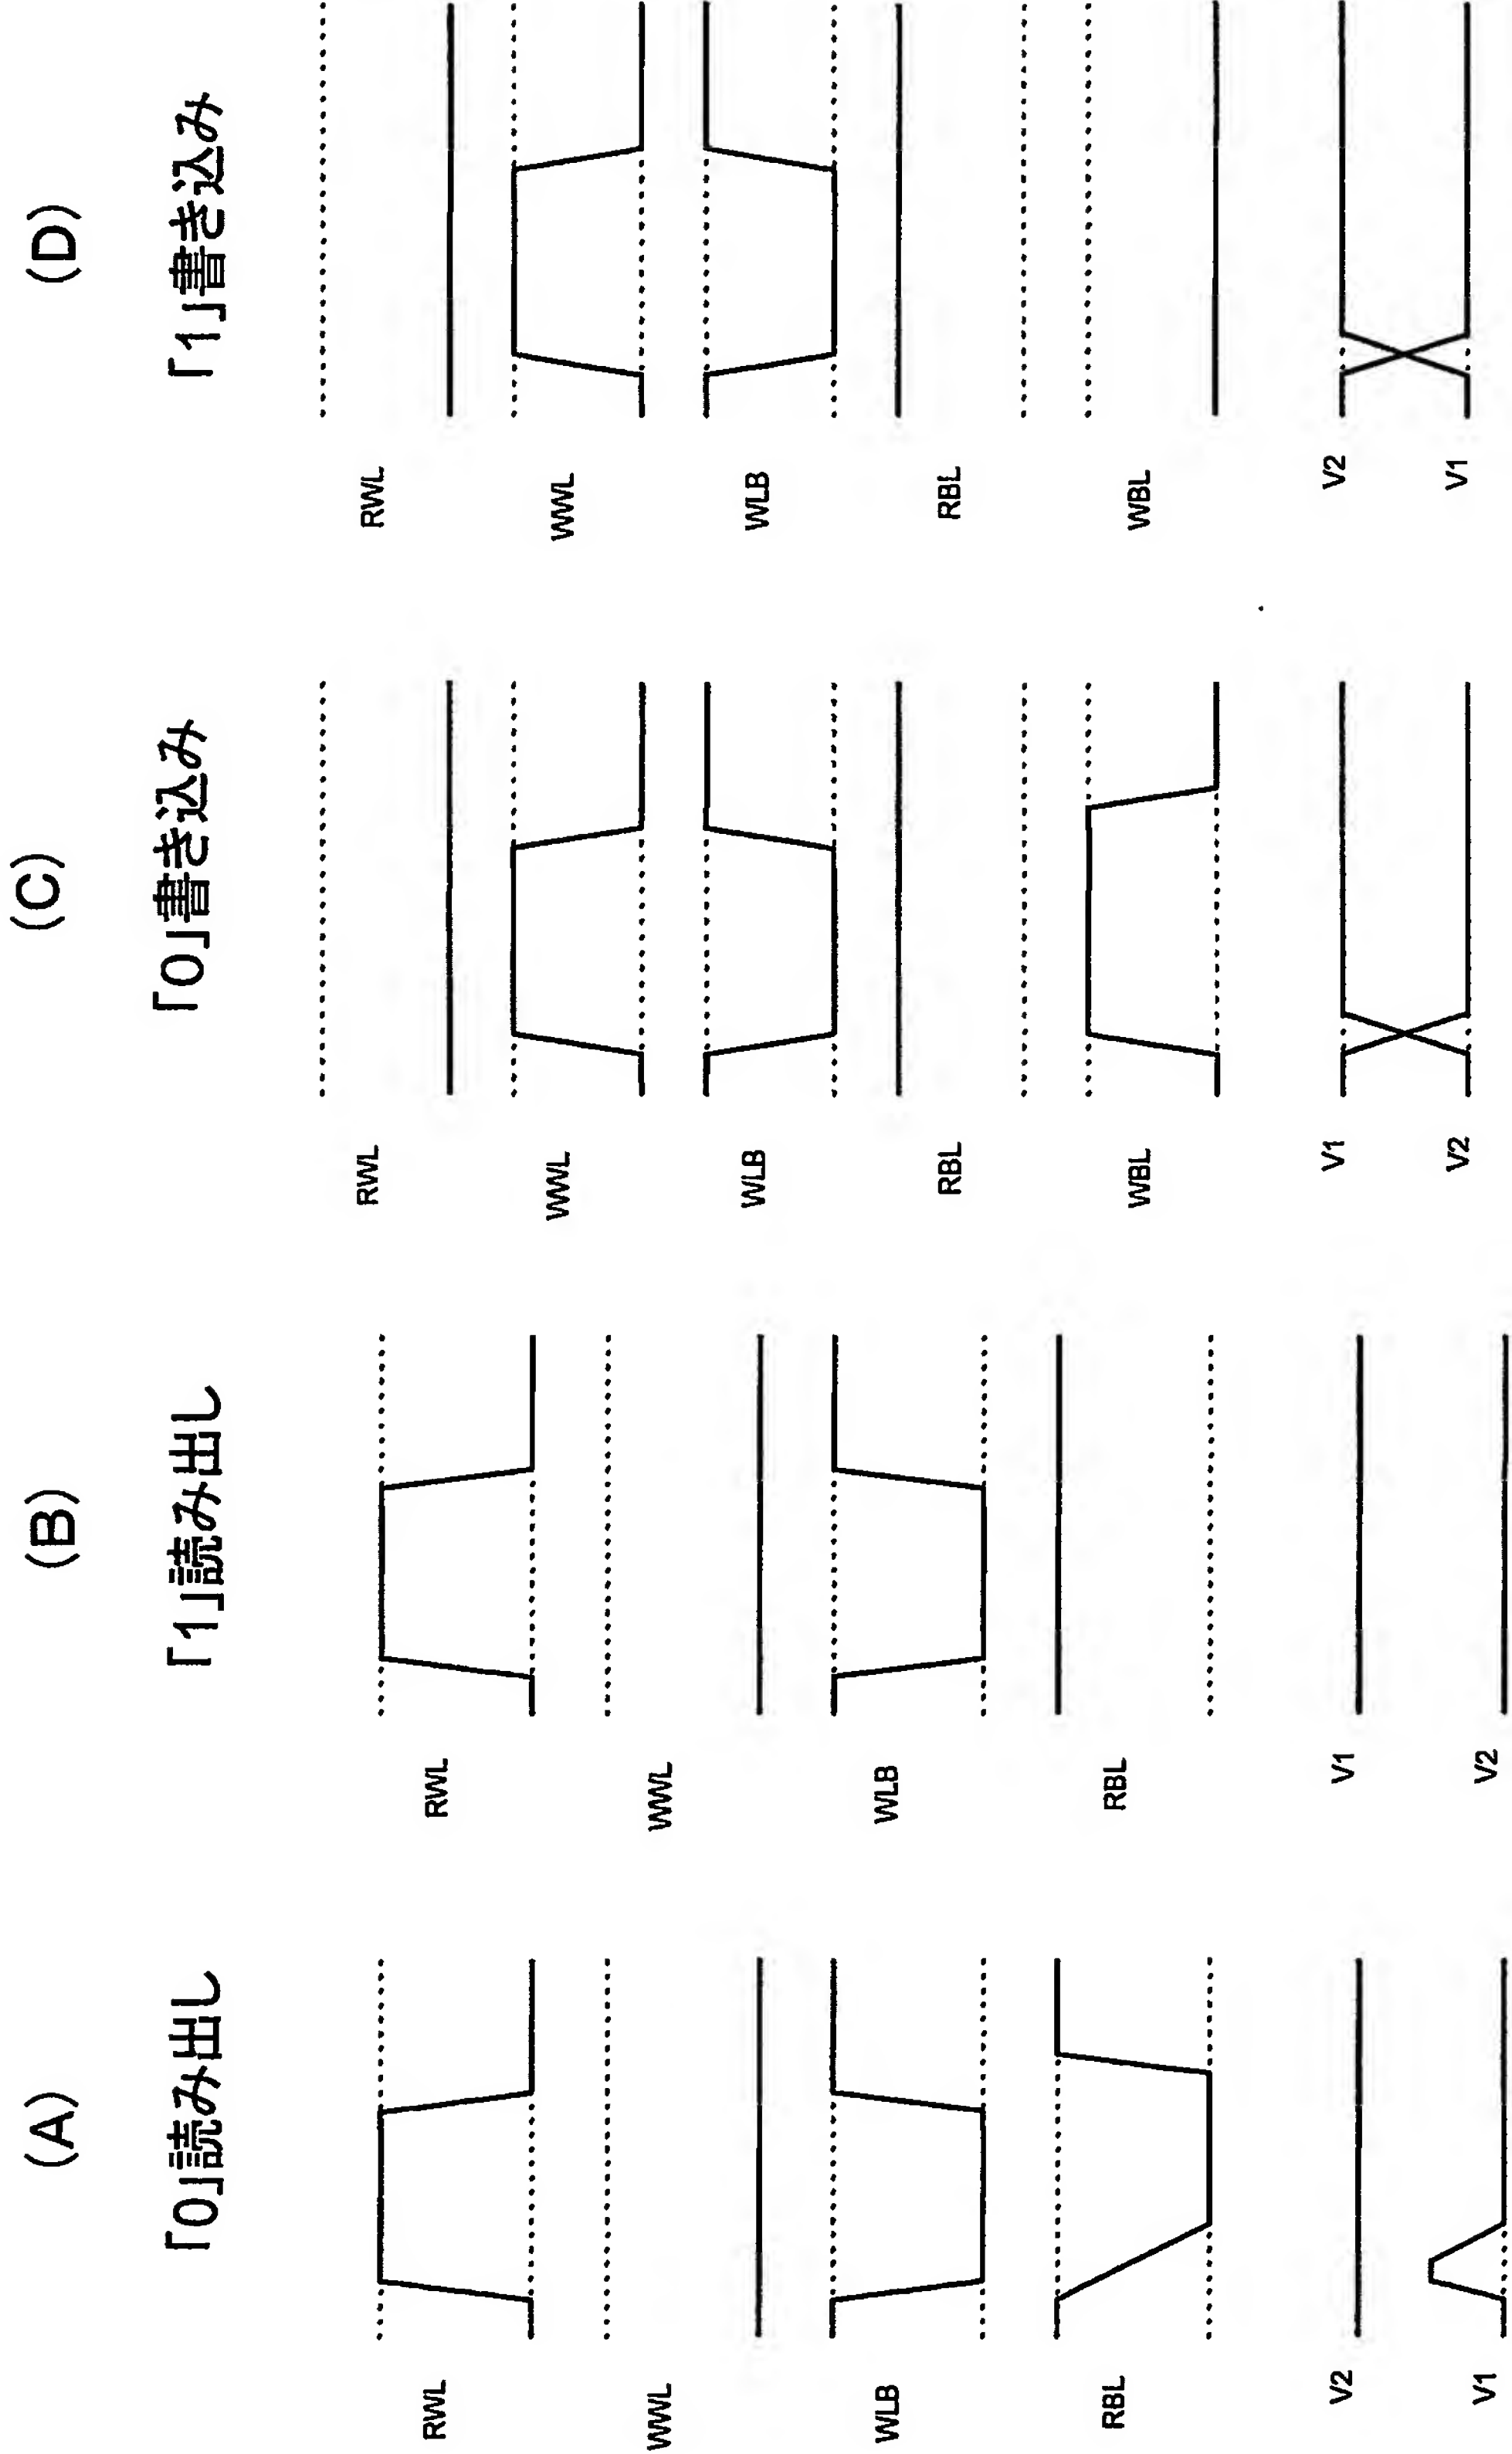 (A)
「0」読み出し
RWL
WWL
WLB
RBL
V2
V1
(B)
「1」読み出し
RWL
WWL
WLB
RBL
V1
V2
(C)
「0」書き込み
RWL
WWL
WLB
RBL
WBL
V1
V2
(D)
「1」書き込み
RWL
WWL
WLB
RBL
WBL
V2
V1